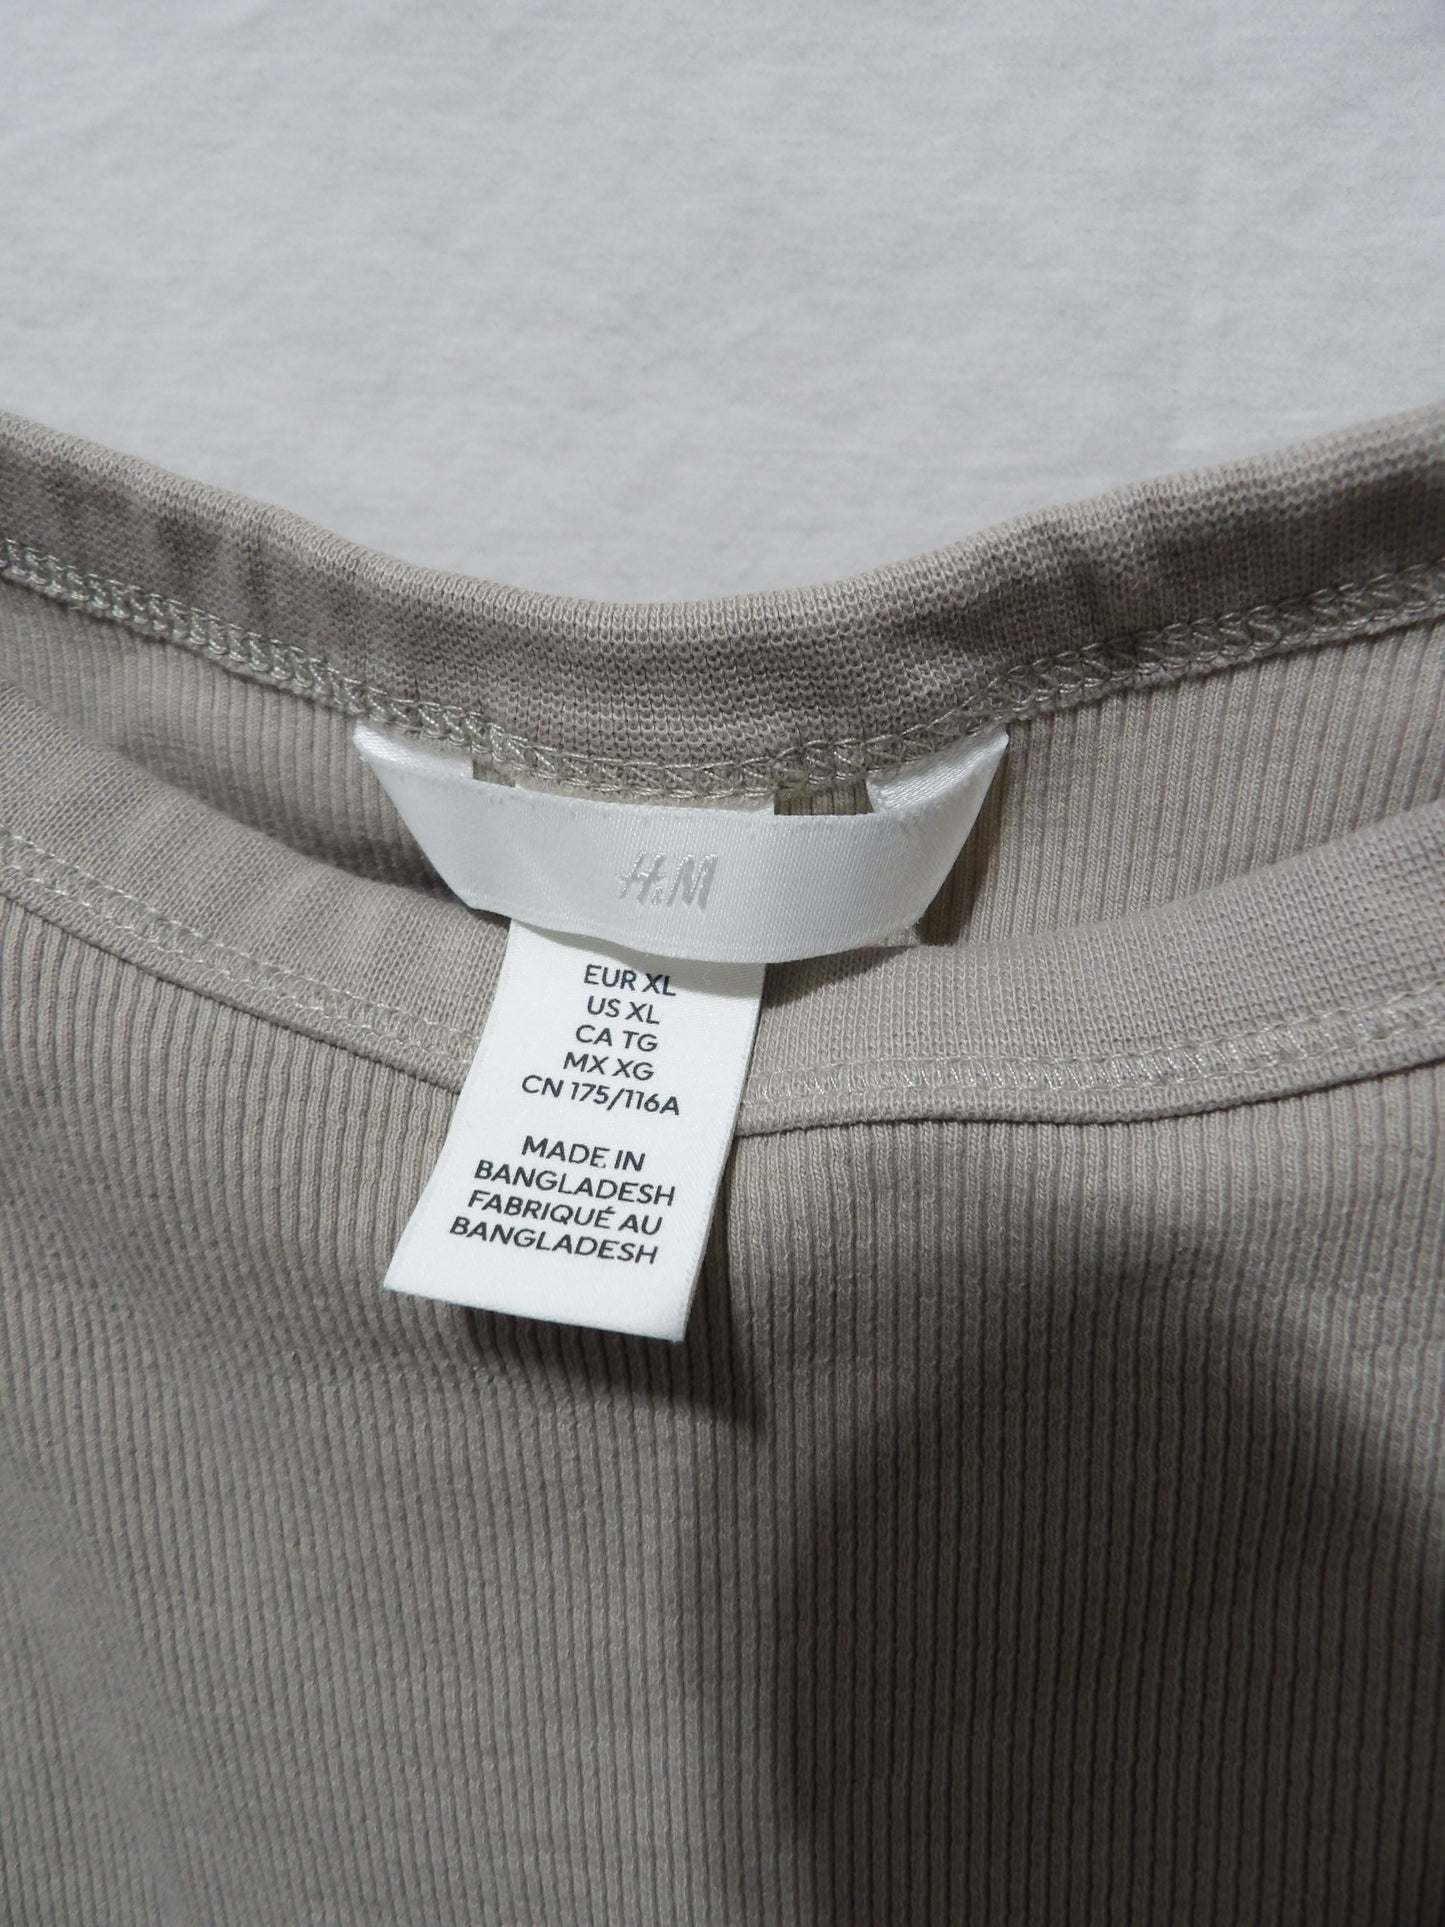 H&M
EUR XL
US XL
CA TG
MX XG
CN 175/116A
MADE IN
BANGLADESH
FABRIQUÉ AU
BANGLADESH